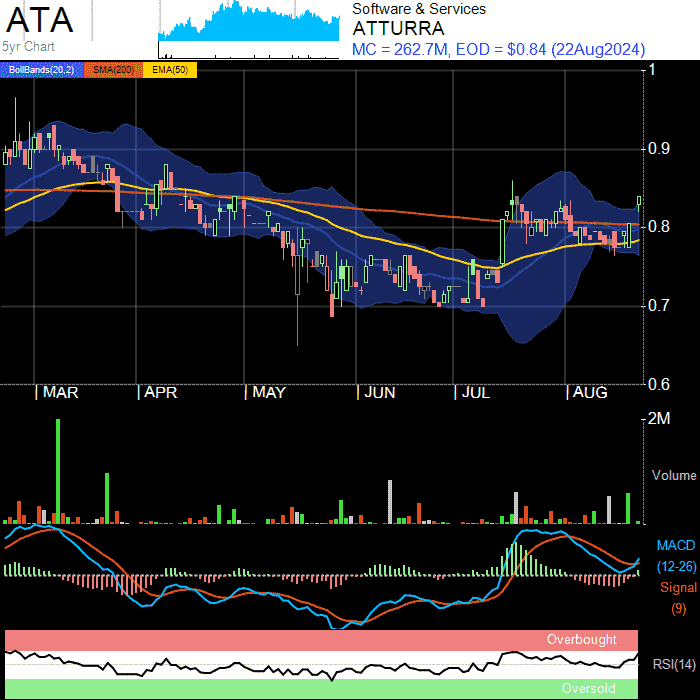 ATA
5yr Chart
Software & Services
ATTURRA
MC = 262.7M, EOD = $0.84 (22Aug2024)
BollBands(20,2) SMA(200) EMA(50)
1
0.9
0.8
0.7
0.6
MAR APR MAY JUN JUL AUG
2M
Volume
MACD
(12-26)
Signal
(9)
Overbought
RSI(14)
Oversold